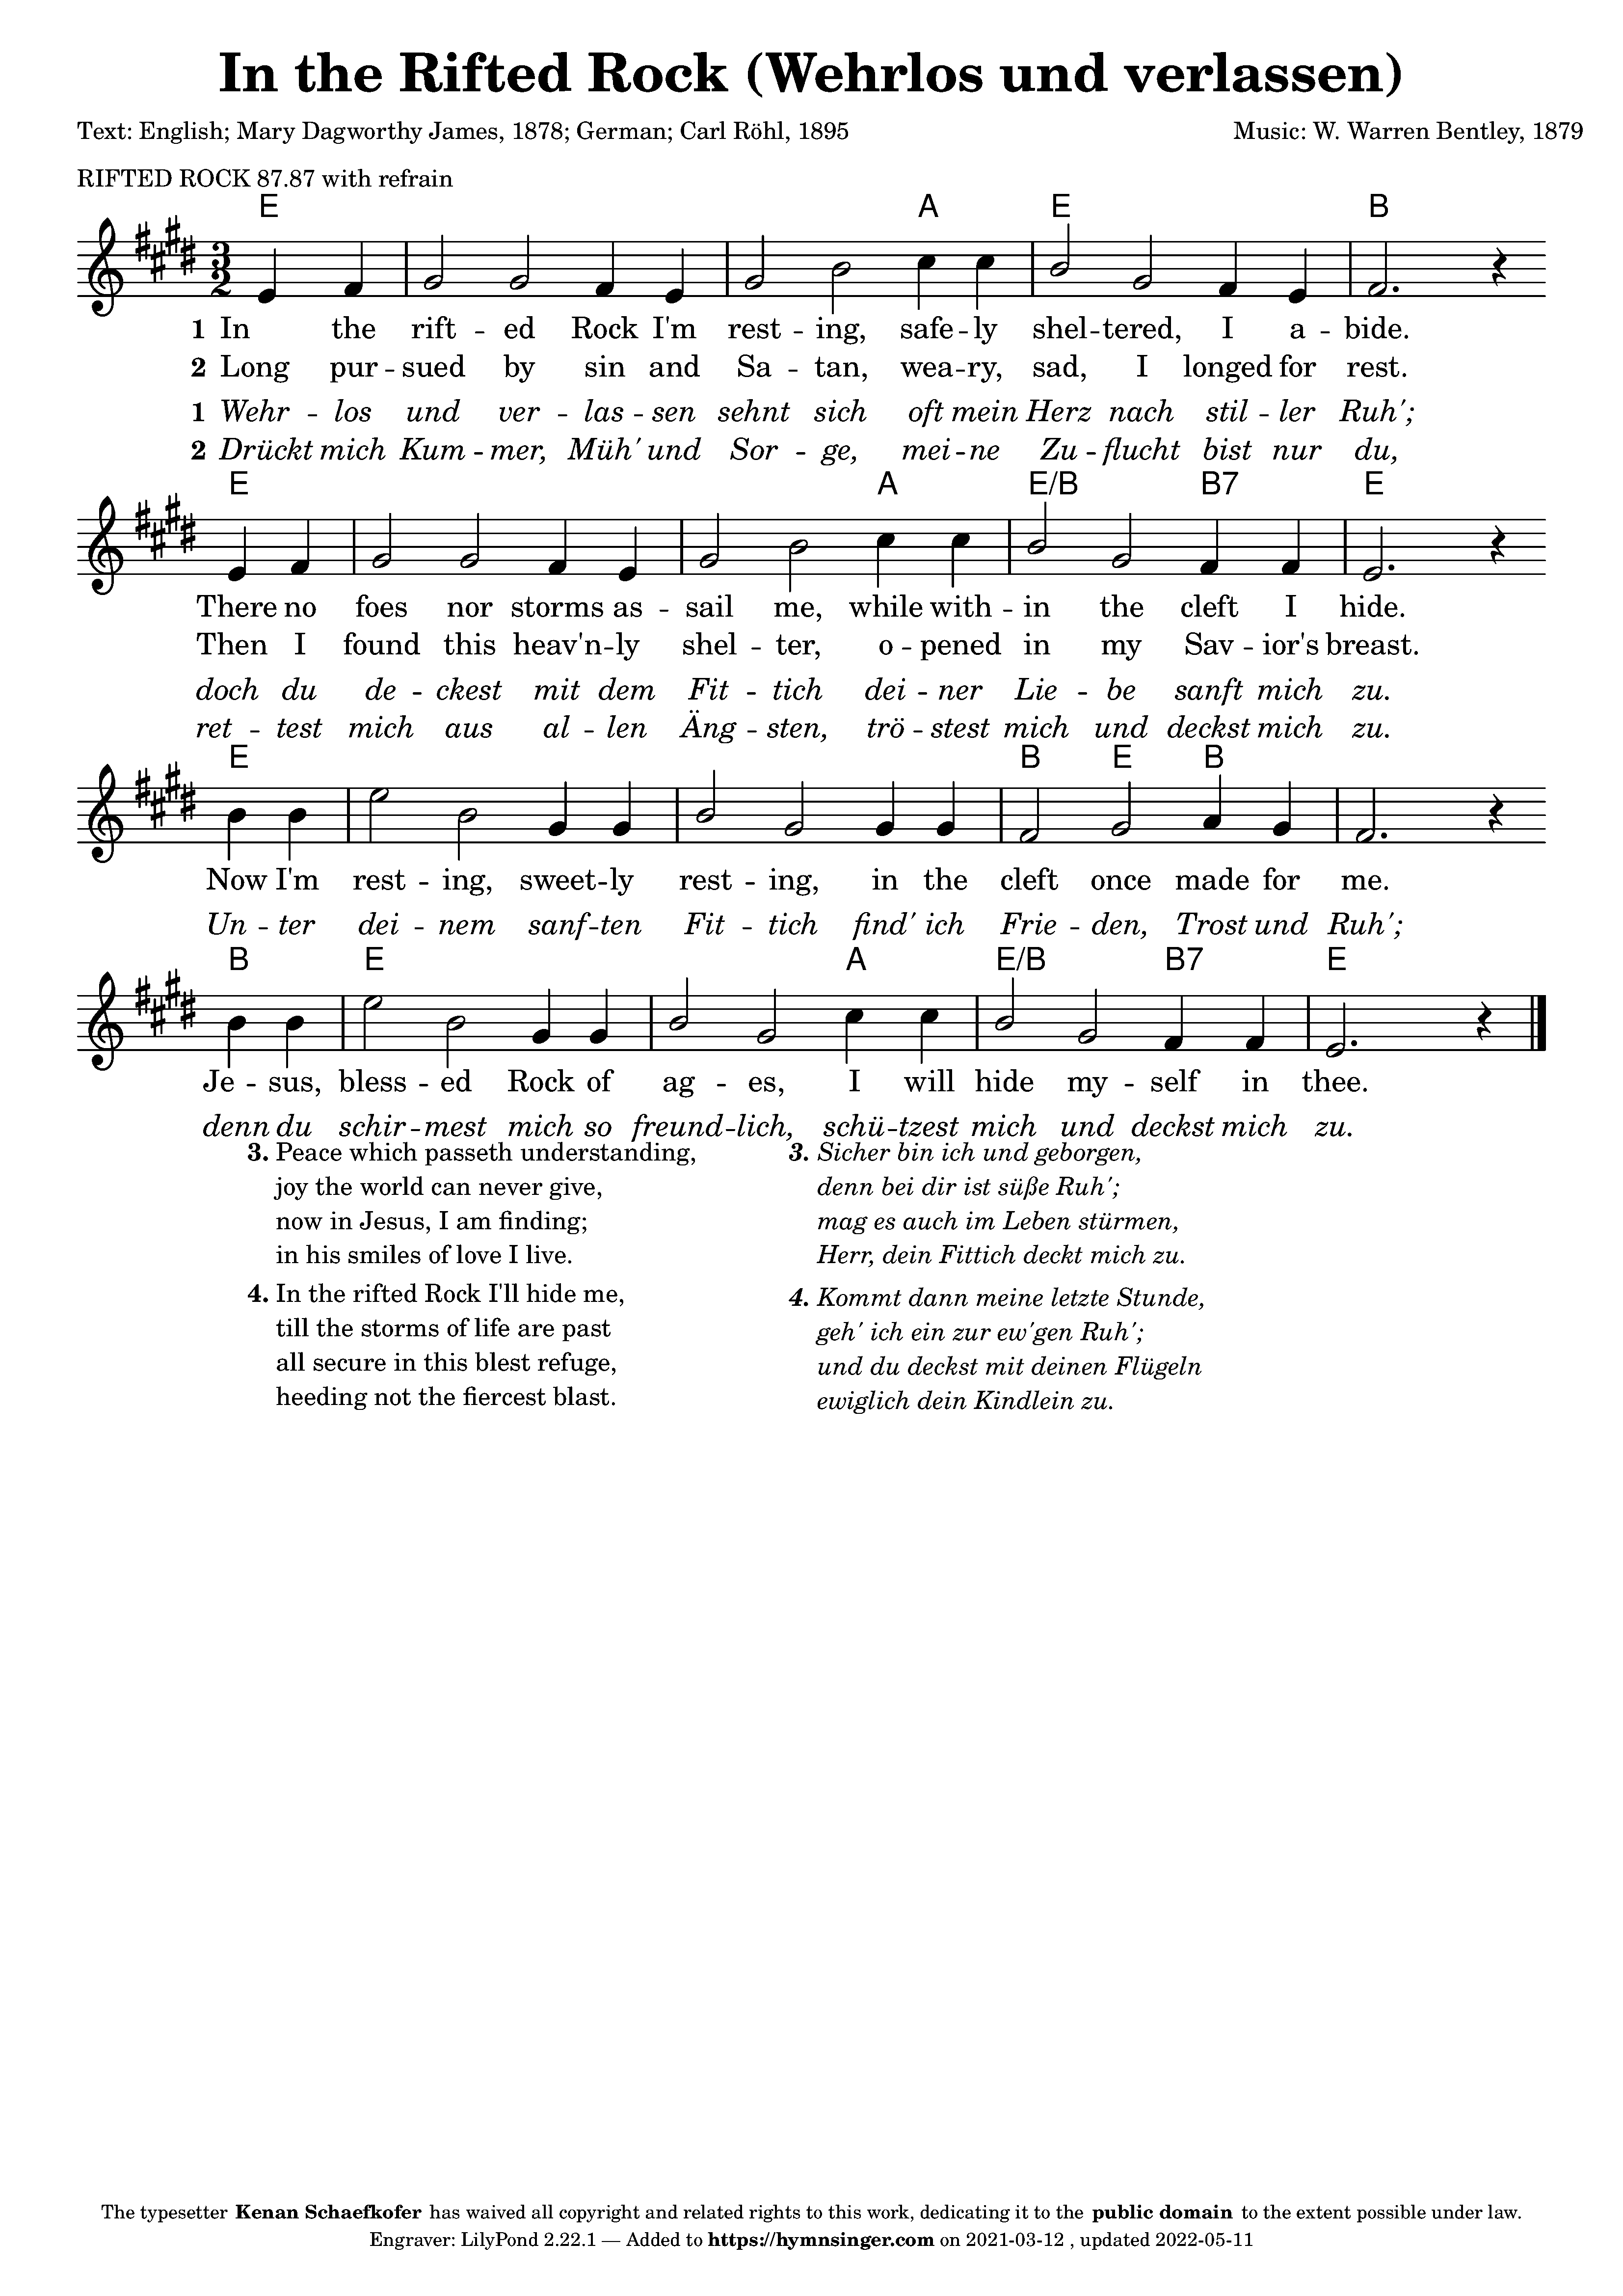 In the Rifted Rock (Wehrlos und verlassen)
Text: English; Mary Dagworthy James, 1878; German; Carl Röhl, 1895 Music: W. Warren Bentley, 1879
RIFTED ROCK 87.87 with refrain
E A E B
3
2
1 In the rift -- ed Rock I'm rest -- ing, safe -- ly shel -- tered, I a -- bide.
2 Long pur -- sued by sin and Sa -- tan, wea -- ry, sad, I longed for rest.
1 Wehr -- los und ver -- las -- sen sehnt sich oft mein Herz nach stil -- ler Ruh';
2 Drückt mich Kum -- mer, Müh' und Sor -- ge, mei -- ne Zu -- flucht bist nur du,
E A E/B B7 E
There no foes nor storms as -- sail me, while with -- in the cleft I hide.
Then I found this heav'n -- ly shel -- ter, o -- pened in my Sav -- ior's breast.
doch du de -- ckest mit dem Fit -- tich dei -- ner Lie -- be sanft mich zu.
ret -- test mich aus al -- len Äng -- sten, trö -- stest mich und deckst mich zu.
E B E B
Now I'm rest -- ing, sweet -- ly rest -- ing, in the cleft once made for me.
Un -- ter dei -- nem sanf -- ten Fit -- tich find' ich Frie -- den, Trost und Ruh';
B E A E/B B7 E
Je -- sus, bless -- ed Rock of ag -- es, I will hide my -- self in thee.
denn du schir -- mest mich so freund -- lich, schü -- tzest mich und deckst mich zu.
3. Peace which passeth understanding,
joy the world can never give,
now in Jesus, I am finding;
in his smiles of love I live.
4. In the rifted Rock I'll hide me,
till the storms of life are past
all secure in this blest refuge,
heeding not the fiercest blast.
3. Sicher bin ich und geborgen,
denn bei dir ist süße Ruh';
mag es auch im Leben stürmen,
Herr, dein Fittich deckt mich zu.
4. Kommt dann meine letzte Stunde,
geh' ich ein zur ew'gen Ruh';
und du deckst mit deinen Flügeln
ewiglich dein Kindlein zu.
The typesetter Kenan Schaefkofer has waived all copyright and related rights to this work, dedicating it to the public domain to the extent possible under law.
Engraver: LilyPond 2.22.1 — Added to https://hymnsinger.com on 2021-03-12 , updated 2022-05-11